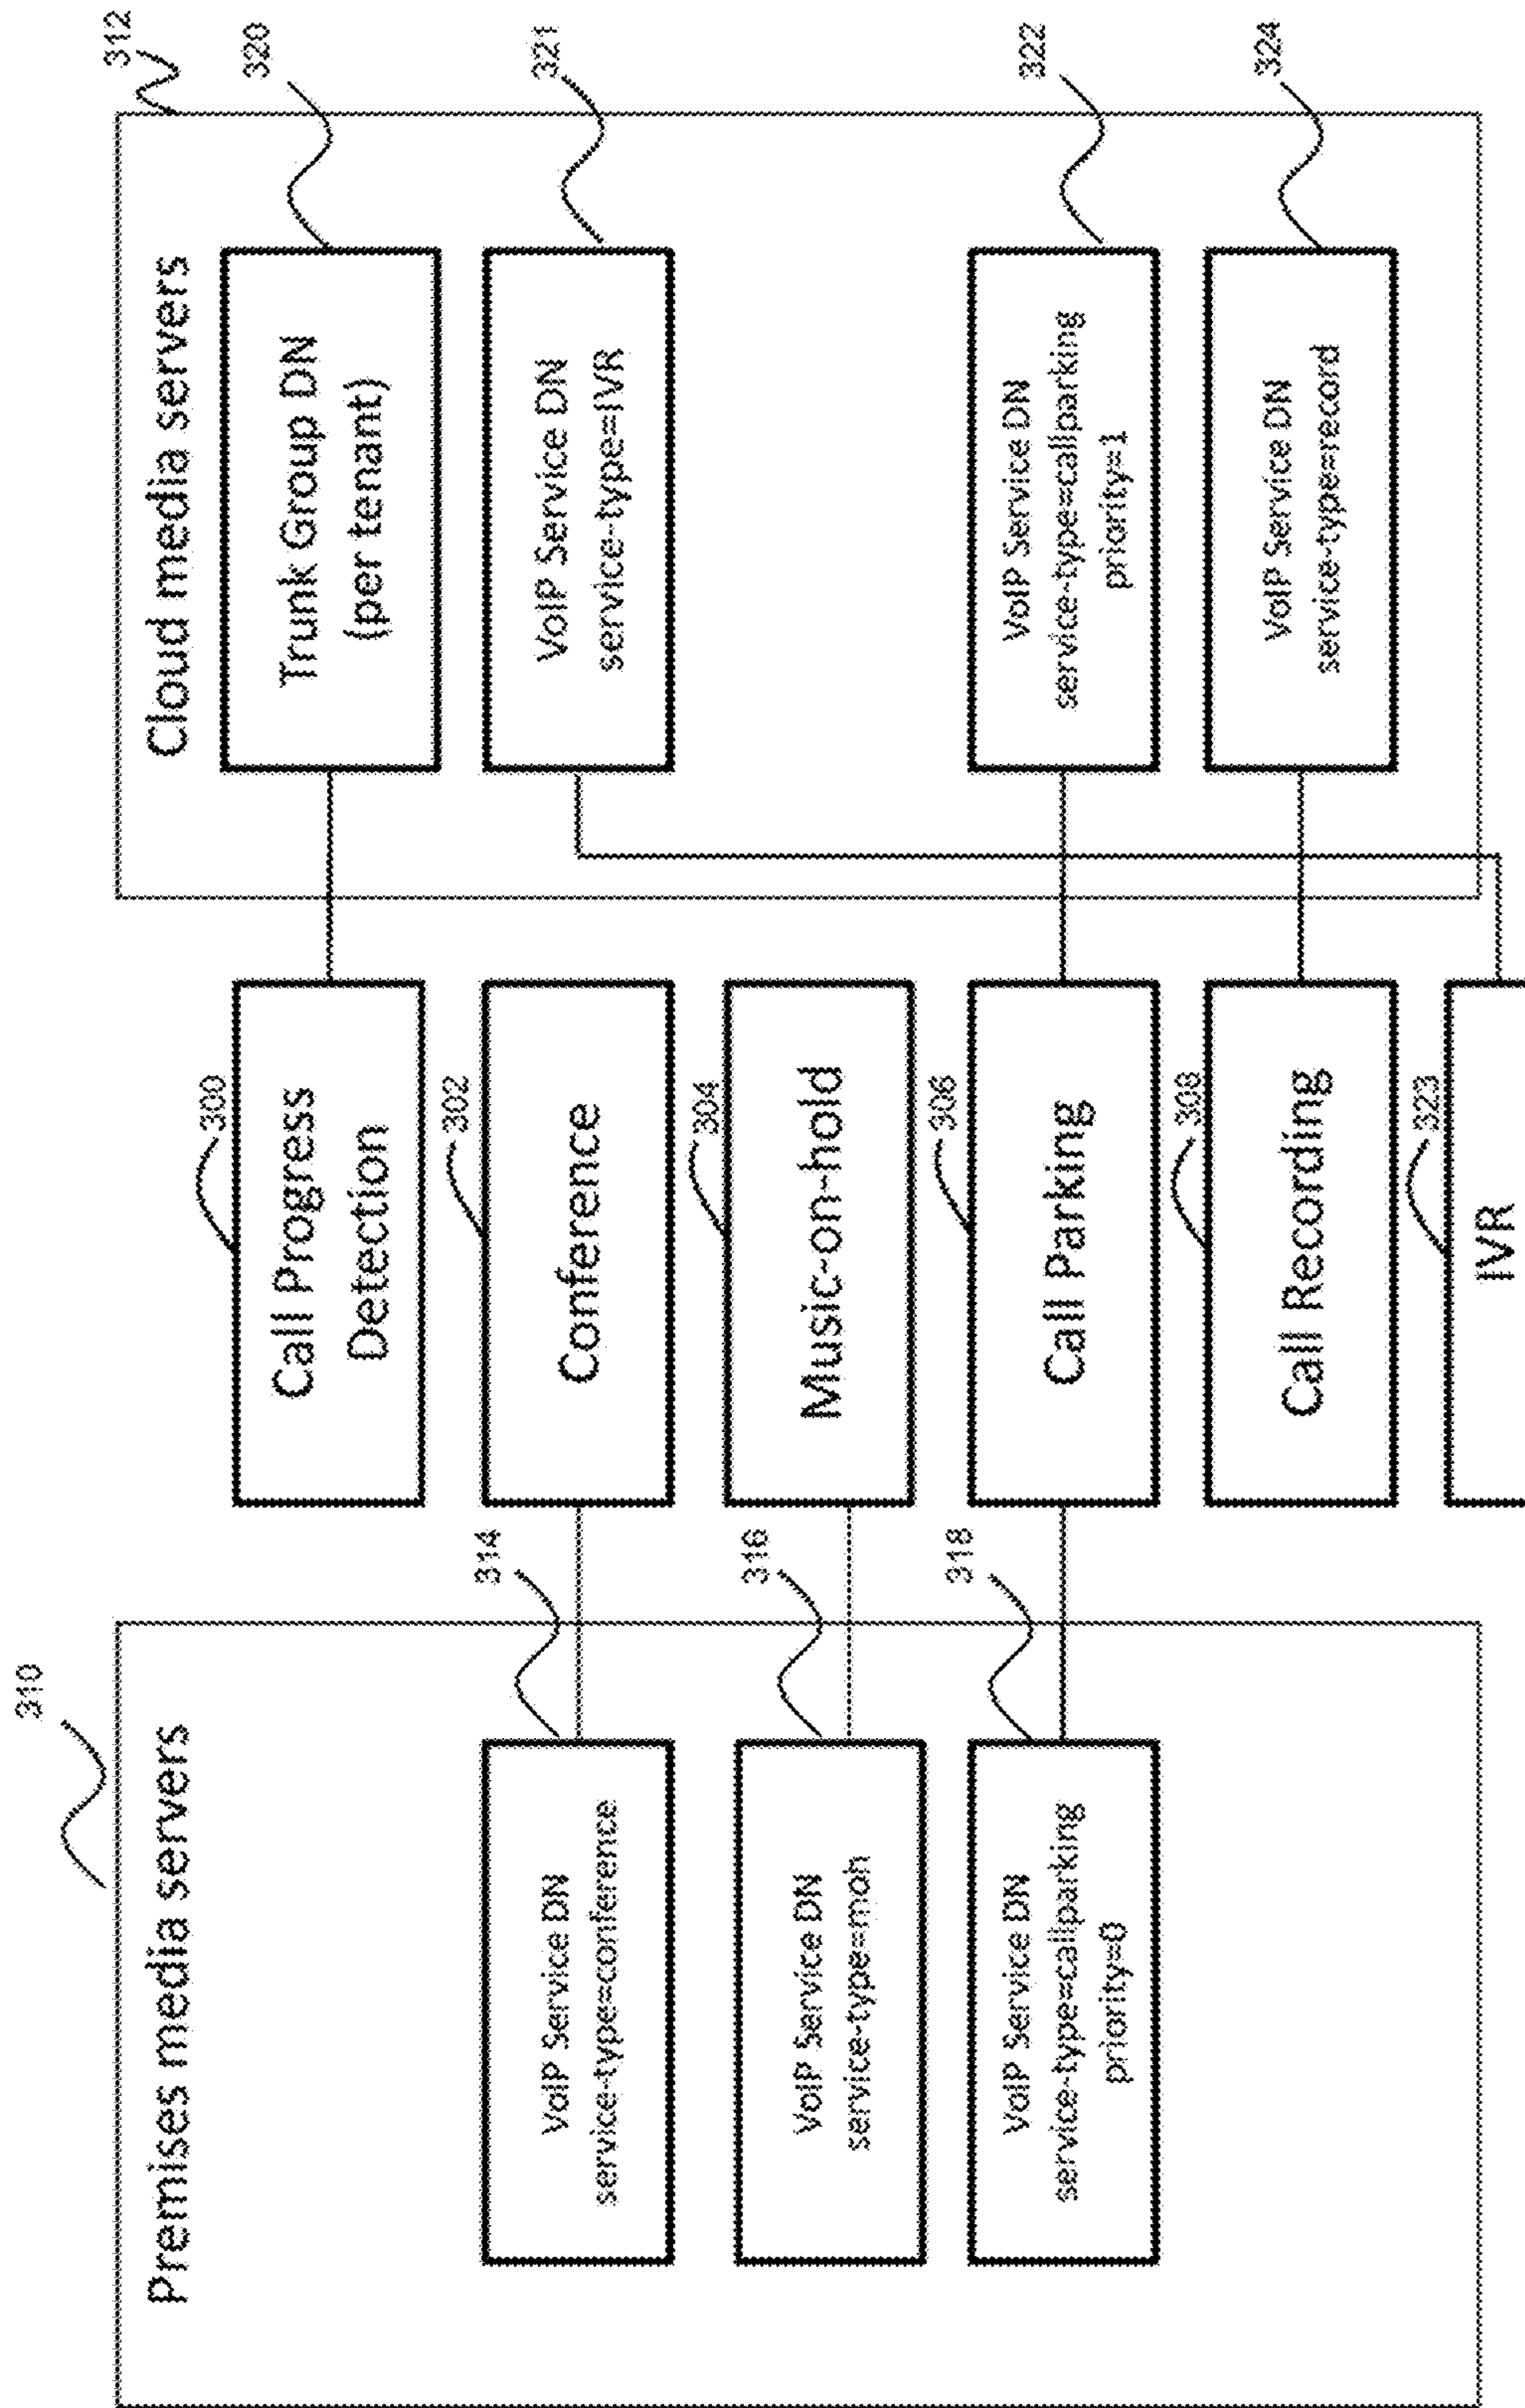 310
Premises media servers
314
VoIP Service DN
service-type=conference
316
VoIP Service DN
service-type=moh
318
VoIP Service DN
service-type=callparking
priority=0
300
Call Progress
Detection
302
Conference
304
Music-on-hold
306
Call Parking
308
Call Recording
323
IVR
312
Cloud media servers
320
Trunk Group DN
(per tenant)
321
VoIP Service DN
service-type=IVR
322
VoIP Service DN
service-type=callparking
priority=1
324
VoIP Service DN
service-type=record